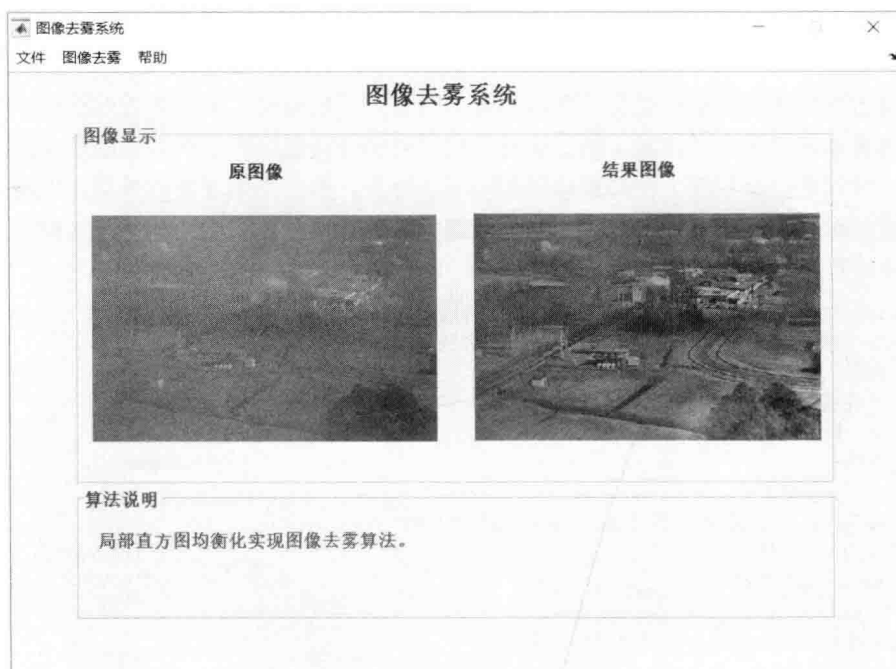 图像去雾系统
文件 图像去雾 帮助
图像去雾系统
图像显示
原图像 结果图像
算法说明
局部直方图均衡化实现图像去雾算法。